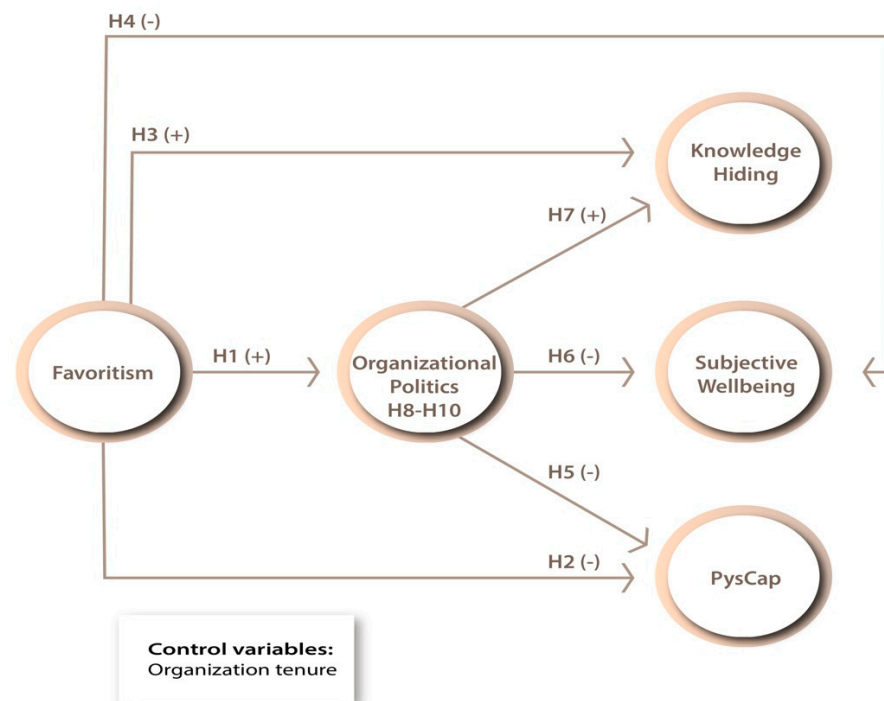 H4 (-)
H3 (+)
Knowledge
Hiding
H7 (+)
Favoritism
H1 (+)
Organizational
Politics
H8-H10
H6 (-)
Subjective
Wellbeing
H5 (-)
H2 (-)
PysCap
Control variables:
Organization tenure